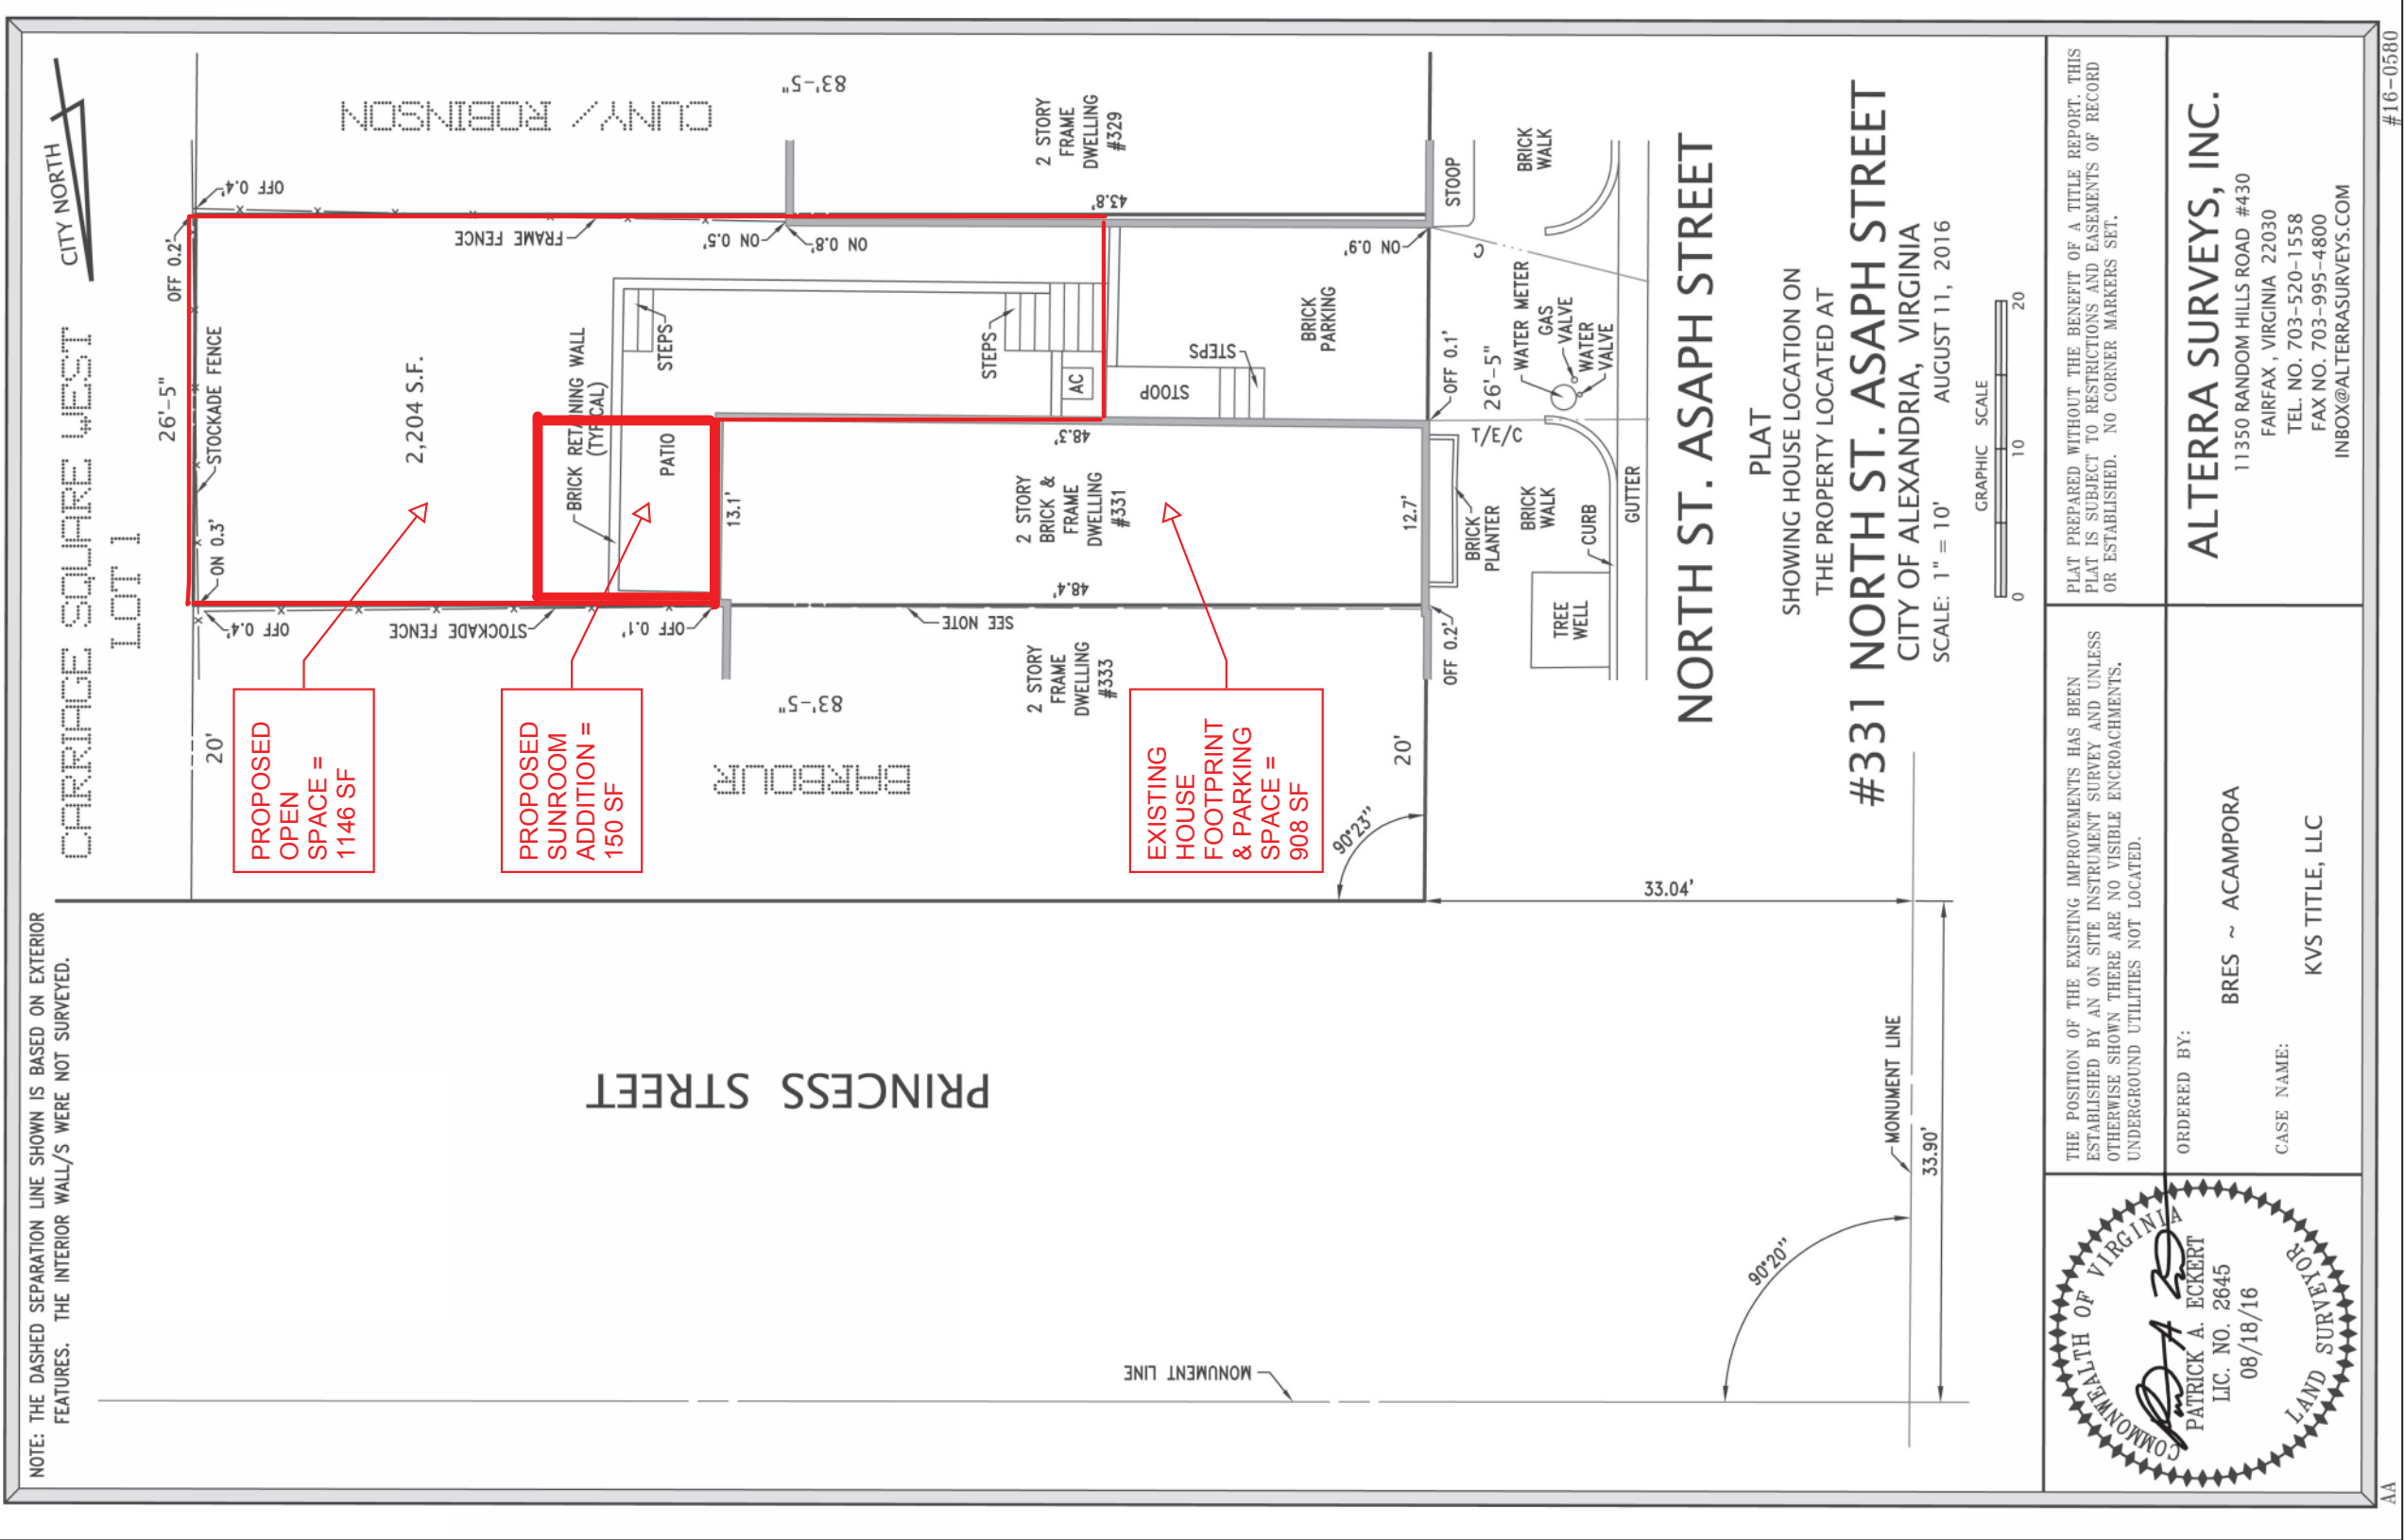 NOTE: THE DASHED SEPARATION LINE SHOWN IS BASED ON EXTERIOR
FEATURES. THE INTERIOR WALL/S WERE NOT SURVEYED.
CITY NORTH
CARRIAGE SQUARE WEST
LOT 1
26'-5"
20'
OFF 0.2'
OFF 0.4'
ON 0.3'
OFF 0.4'
STOCKADE FENCE
FRAME FENCE
STOCKADE FENCE
2,204 S.F.
CUNY/ ROBINSON
83'-5"
ON 0.5'
ON 0.8'
OFF 0.1'
BRICK RETAINING WALL
(TYPICAL)
STEPS
PATIO
13.1'
STEPS
AC
STOOP
STEPS
BRICK
PARKING
2 STORY
FRAME
DWELLING
#329
43.8'
ON 0.9'
STOOP
BRICK
WALK
48.3'
2 STORY
BRICK &
FRAME
DWELLING
#331
48.4'
SEE NOTE
12.7'
2 STORY
FRAME
DWELLING
#333
83'-5"
BARBOUR
PROPOSED
OPEN
SPACE =
1146 SF
PROPOSED
SUNROOM
ADDITION =
150 SF
EXISTING
HOUSE
FOOTPRINT
& PARKING
SPACE =
908 SF
OFF 0.1'
26'-5"
C
T/E/C
WATER METER
GAS
VALVE
WATER
VALVE
BRICK
PLANTER
BRICK
WALK
CURB
GUTTER
TREE
WELL
OFF 0.2'
20'
90°23"
33.04'
PRINCESS STREET
MONUMENT LINE
MONUMENT LINE
33.90'
90°20"
NORTH ST. ASAPH STREET
PLAT
SHOWING HOUSE LOCATION ON
THE PROPERTY LOCATED AT
#331 NORTH ST. ASAPH STREET
CITY OF ALEXANDRIA, VIRGINIA
SCALE: 1" = 10' AUGUST 11, 2016
GRAPHIC SCALE
0 10 20
PLAT PREPARED WITHOUT THE BENEFIT OF A TITLE REPORT. THIS
PLAT IS SUBJECT TO RESTRICTIONS AND EASEMENTS OF RECORD
OR ESTABLISHED. NO CORNER MARKERS SET.
THE POSITION OF THE EXISTING IMPROVEMENTS HAS BEEN
ESTABLISHED BY AN ON SITE INSTRUMENT SURVEY AND UNLESS
OTHERWISE SHOWN THERE ARE NO VISIBLE ENCROACHMENTS.
UNDERGROUND UTILITIES NOT LOCATED.
ALTERRA SURVEYS, INC.
11350 RANDOM HILLS ROAD #430
FAIRFAX , VIRGINIA 22030
TEL. NO. 703-520-1558
FAX NO. 703-995-4800
INBOX@ALTERRASURVEYS.COM
ORDERED BY:
BRES ~ ACAMPORA
CASE NAME:
KVS TITLE, LLC
COMMONWEALTH OF VIRGINIA
PATRICK A. ECKERT
LIC. NO. 2645
08/18/16
LAND SURVEYOR
AA
#16-0580